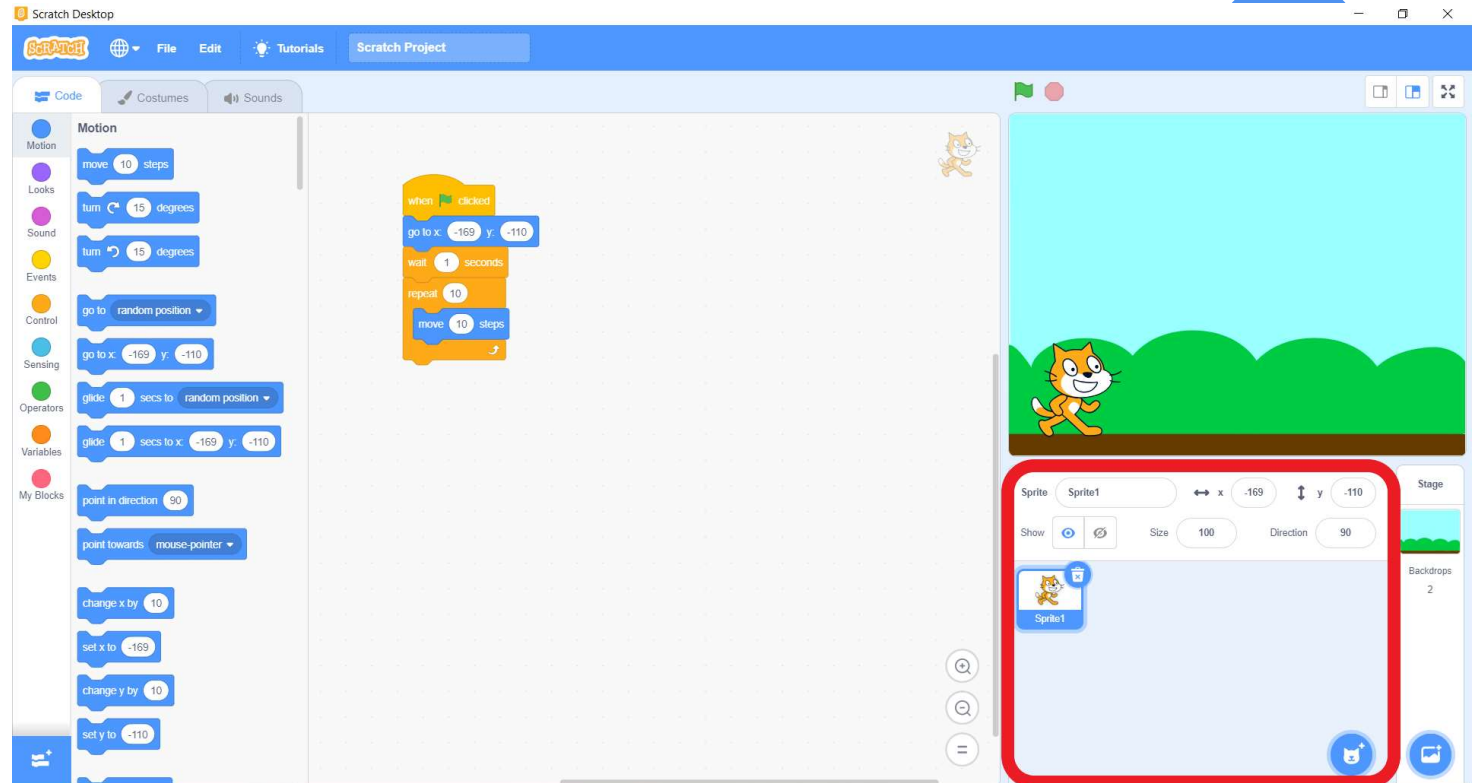 Scratch Desktop
SCRATCH File Edit Tutorials Scratch Project
Code Costumes Sounds
Motion
Looks
Sound
Events
Control
Sensing
Operators
Variables
My Blocks
Motion
move 10 steps
turn 15 degrees
turn 15 degrees
go to random position
go to x: -169 y: -110
glide 1 secs to random position
glide 1 secs to x: -169 y: -110
point in direction 90
point towards mouse-pointer
change x by 10
set x to -169
change y by 10
set y to -110
when clicked
go to x: -169 y: -110
wait 1 seconds
repeat 10
move 10 steps
Sprite Sprite1 x -169 y -110
Show Size 100 Direction 90
Sprite1
Stage
Backdrops
2